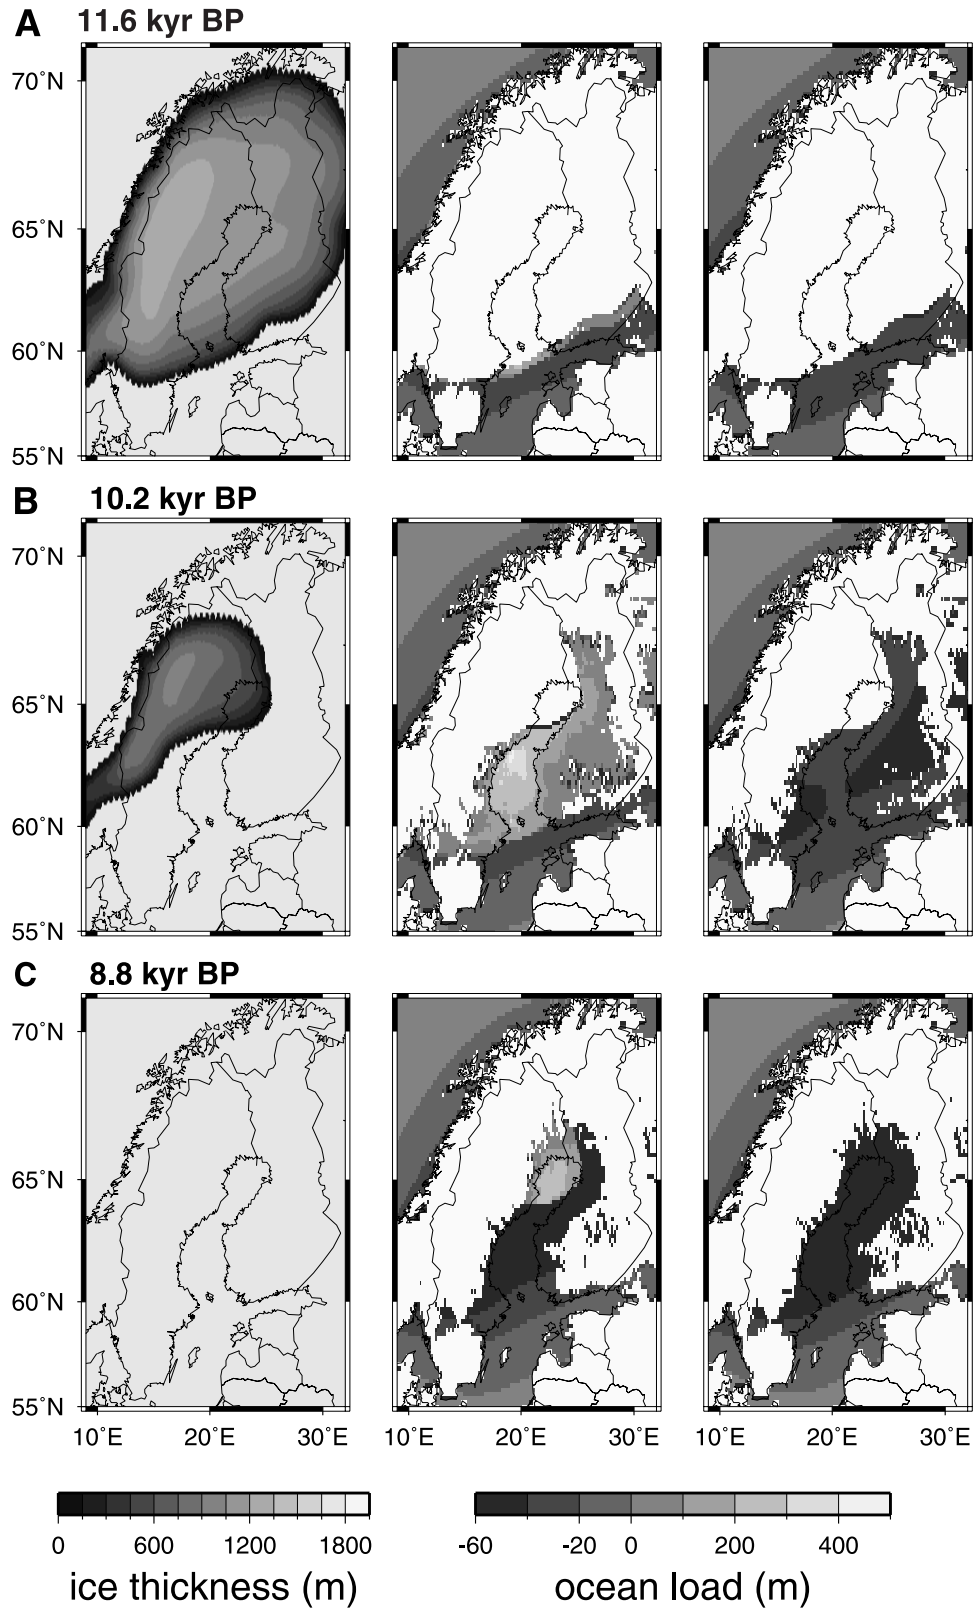 A 11.6 kyr BP
70°N
65°N
60°N
55°N
B 10.2 kyr BP
70°N
65°N
60°N
55°N
C 8.8 kyr BP
70°N
65°N
60°N
55°N
10°E 20°E 30°E 10°E 20°E 30°E 10°E 20°E 30°E
0 600 1200 1800 -60 -20 0 200 400
ice thickness (m) ocean load (m)